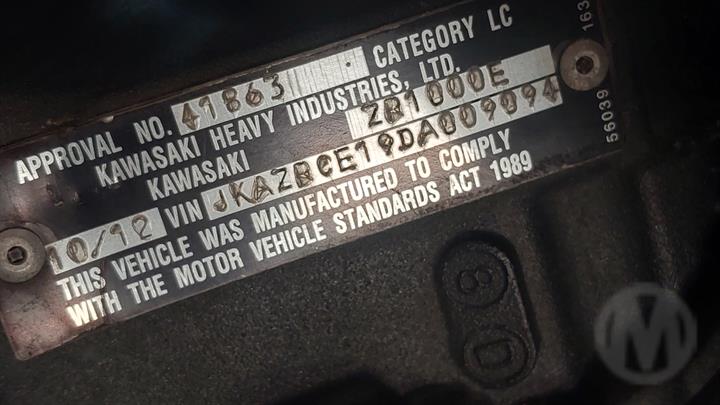 APPROVAL NO. 41863 CATEGORY LC
KAWASAKI HEAVY INDUSTRIES, LTD.
KAWASAKI ZR1000E
10/12 VIN JKAZRCE19DA009094
THIS VEHICLE WAS MANUFACTURED TO COMPLY
WITH THE MOTOR VEHICLE STANDARDS ACT 1989
56039 163
8
D
M